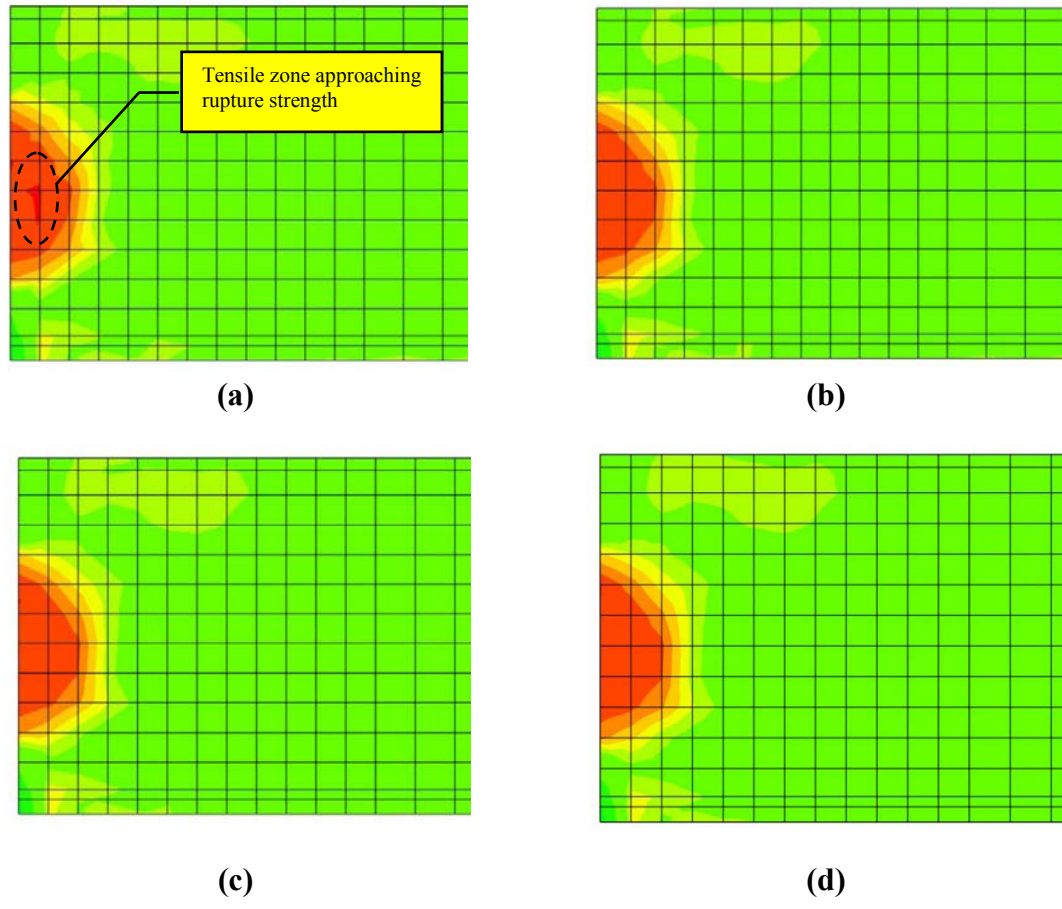 Tensile zone approaching
rupture strength
(a)
(b)
(c)
(d)